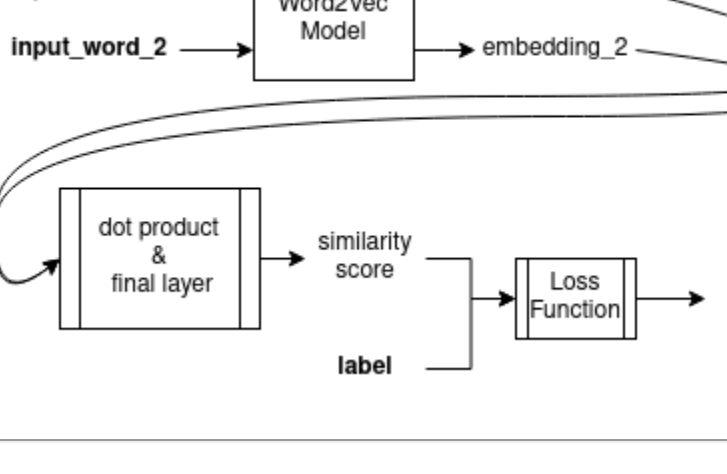 Word2Vec
Model
input_word_2
embedding_2
dot product
&
final layer
similarity
score
Loss
Function
label